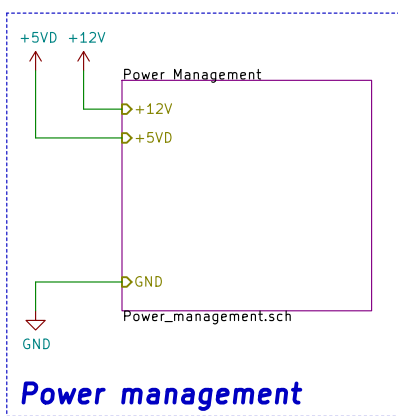 +5VD +12V
Power Management
+12V
+5VD
GND
Power_management.sch
GND
Power management